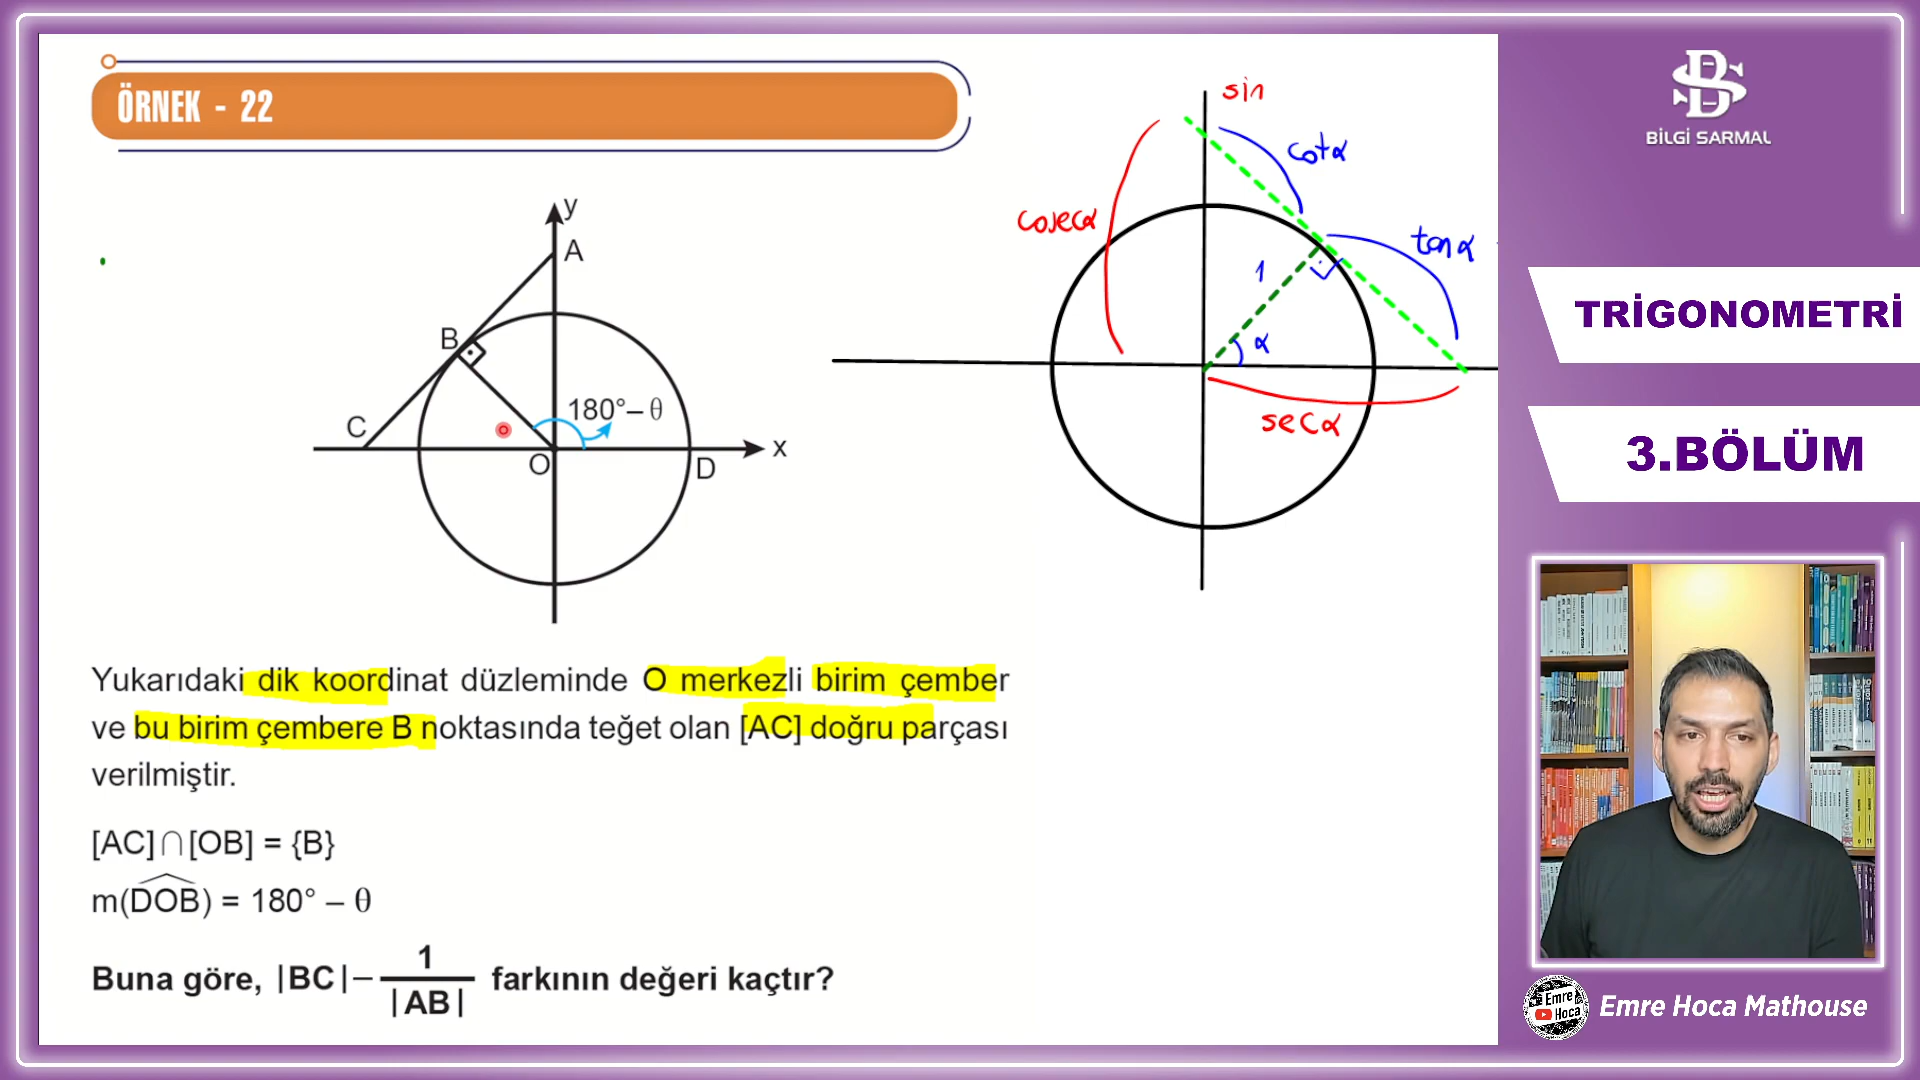 ÖRNEK - 22
y
A
B
C
180°– θ
O
D
x
sin
cotα
cosecα
tanα
1
α
secα
Yukarıdaki dik koordinat düzleminde O merkezli birim çember
ve bu birim çembere B noktasında teğet olan [AC] doğru parçası
verilmiştir.
[AC]∩[OB] = {B}
m(DOB) = 180° – θ
Buna göre, |BC| – 1/|AB| farkının değeri kaçtır?
BİLGİ SARMAL
TRİGONOMETRİ
3.BÖLÜM
Emre Hoca
Emre Hoca Mathouse